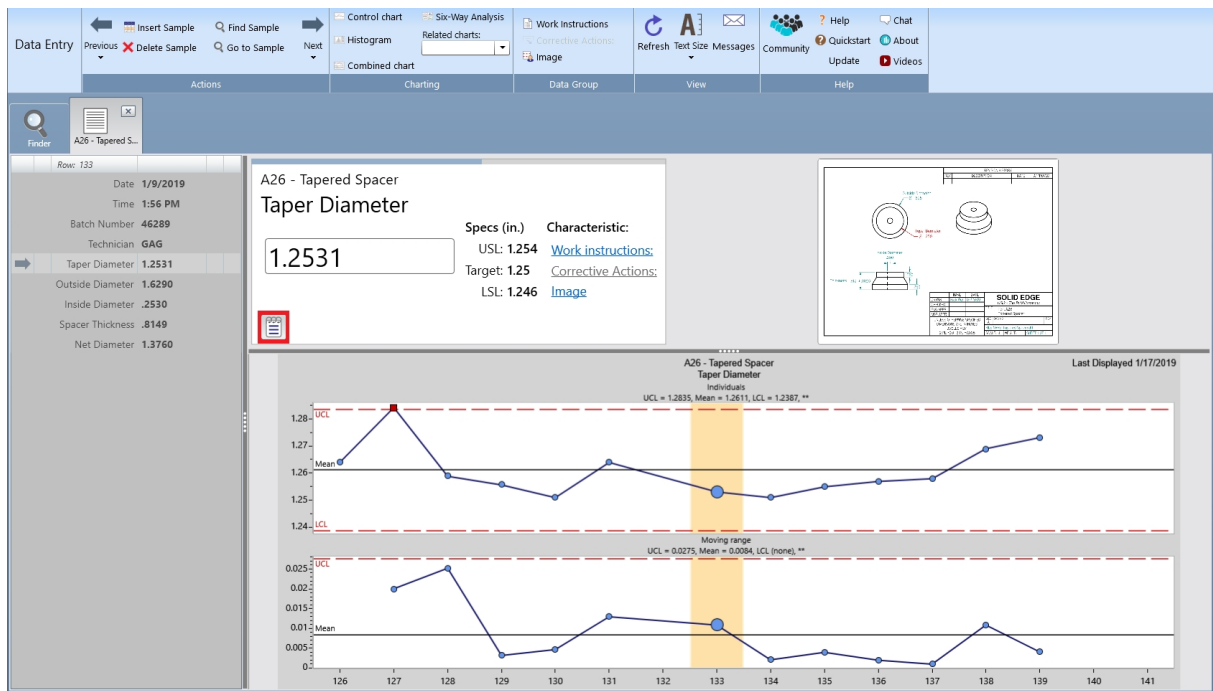 Data Entry
Previous
Insert Sample
Delete Sample
Find Sample
Go to Sample
Next
Actions
Control chart
Histogram
Combined chart
Six-Way Analysis
Related charts:
Charting
Work Instructions
Corrective Actions:
Image
Data Group
Refresh
Text Size
Messages
View
Community
Help
Quickstart
Update
Chat
About
Videos
Help
Finder
A26 - Tapered S...
Row: 133
Date 1/9/2019
Time 1:56 PM
Batch Number 46289
Technician GAG
Taper Diameter 1.2531
Outside Diameter 1.6290
Inside Diameter .2530
Spacer Thickness .8149
Net Diameter 1.3760
A26 - Tapered Spacer
Taper Diameter
1.2531
Specs (in.)
USL: 1.254
Target: 1.25
LSL: 1.246
Characteristic:
Work instructions:
Corrective Actions:
Image
SOLID EDGE
A26 - Tapered Spacer
Taper Diameter
Last Displayed 1/17/2019
Individuals
UCL = 1.2835, Mean = 1.2611, LCL = 1.2387, **
UCL
1.28
1.27
Mean
1.26
1.25
1.24
LCL
Moving range
UCL = 0.0275, Mean = 0.0084, LCL (none), **
UCL
0.025
0.02
0.015
0.01
Mean
0.005
0
126 127 128 129 130 131 132 133 134 135 136 137 138 139 140 141